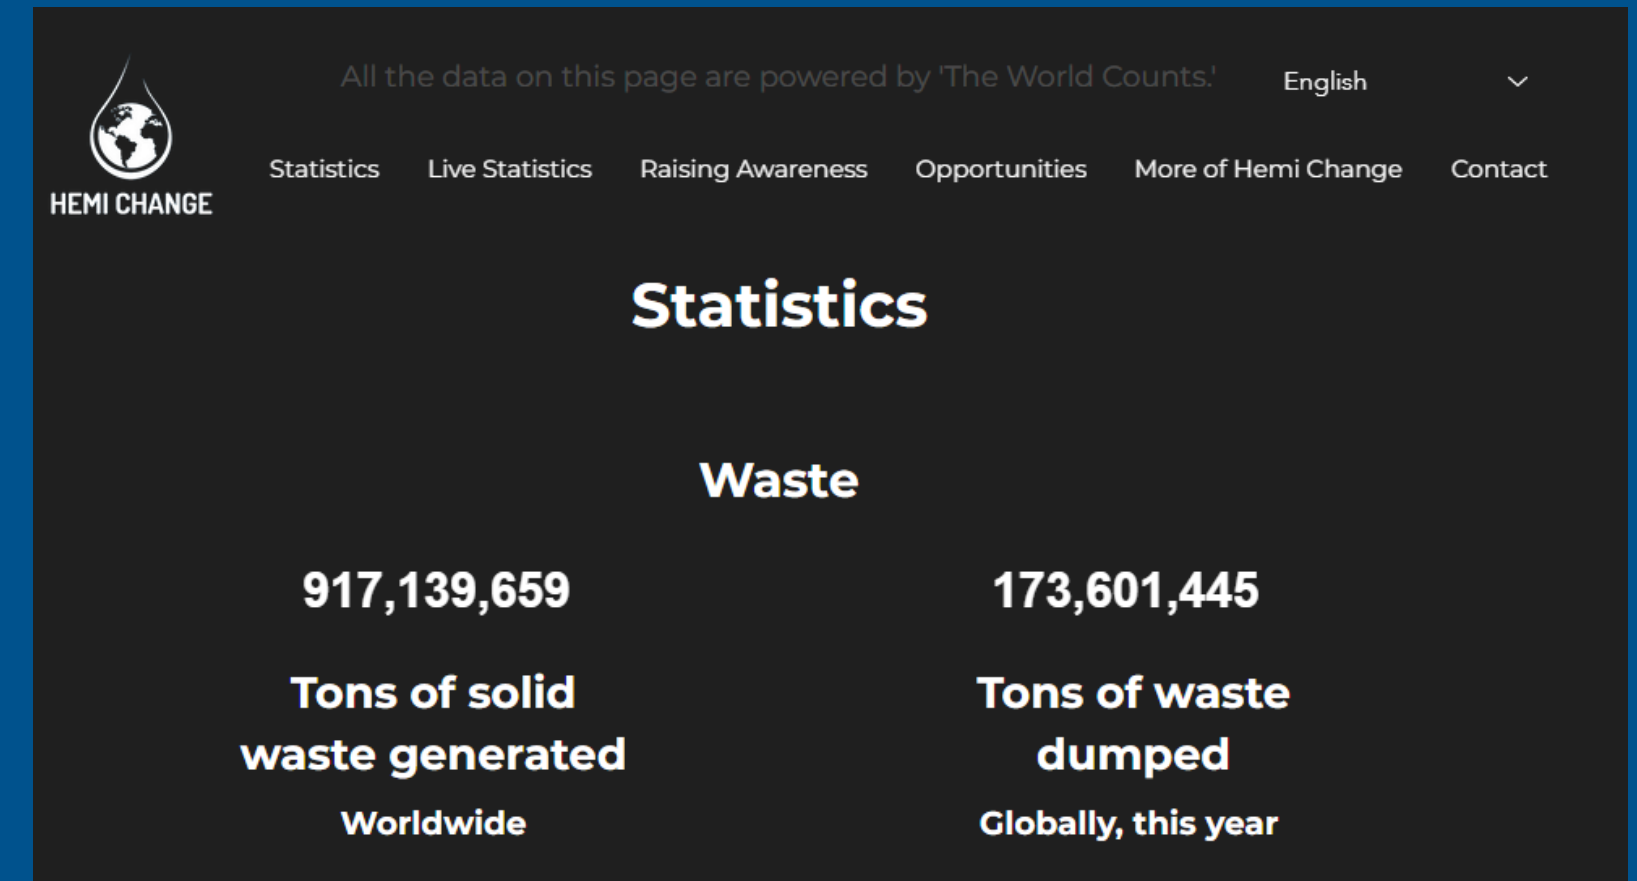 All the data on this page are powered by 'The World Counts.'
English
HEMI CHANGE
Statistics
Live Statistics
Raising Awareness
Opportunities
More of Hemi Change
Contact
Statistics
Waste
917,139,659
Tons of solid
waste generated
Worldwide
173,601,445
Tons of waste
dumped
Globally, this year